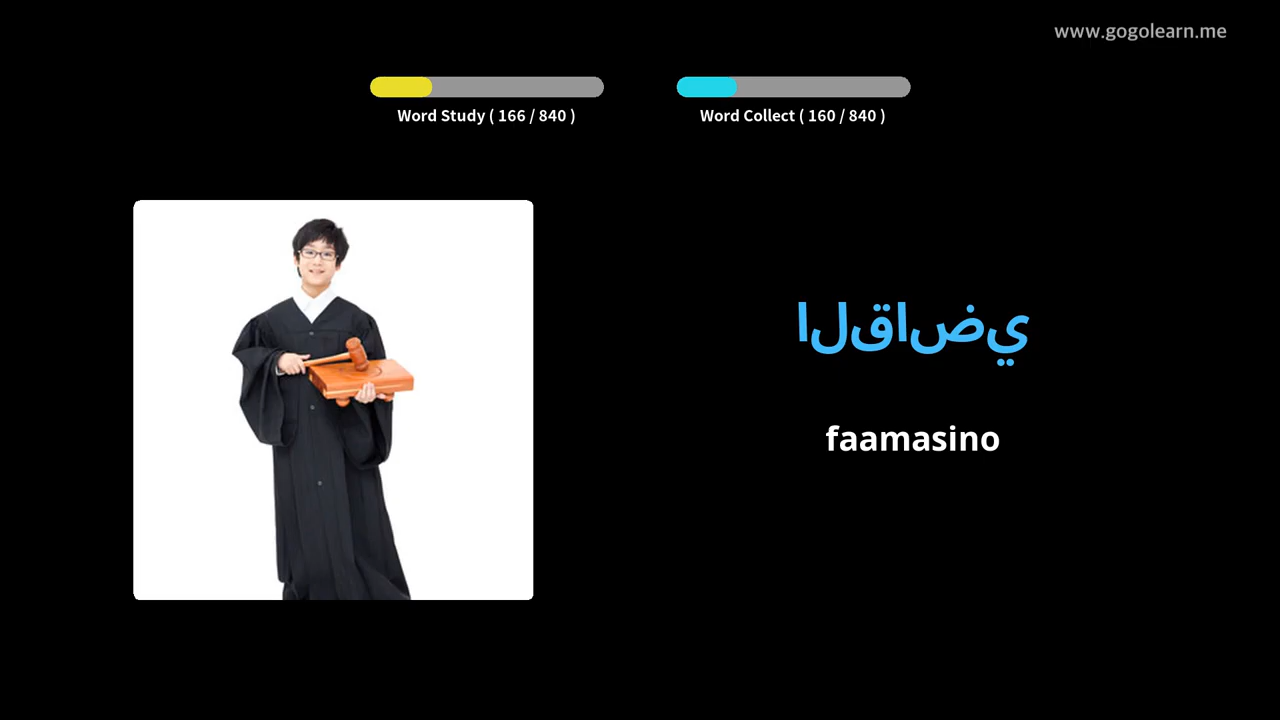 www.gogolearn.me
Word Study ( 166 / 840 )
Word Collect ( 160 / 840 )
القاضي
faamasino